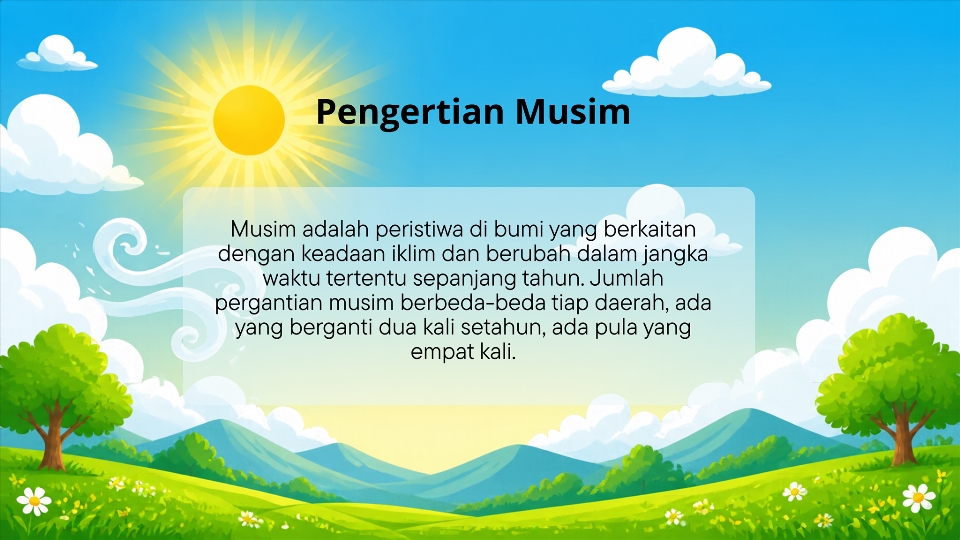 Pengertian Musim
Musim adalah peristiwa di bumi yang berkaitan
dengan keadaan iklim dan berubah dalam jangka
waktu tertentu sepanjang tahun. Jumlah
pergantian musim berbeda-beda tiap daerah, ada
yang berganti dua kali setahun, ada pula yang
empat kali.